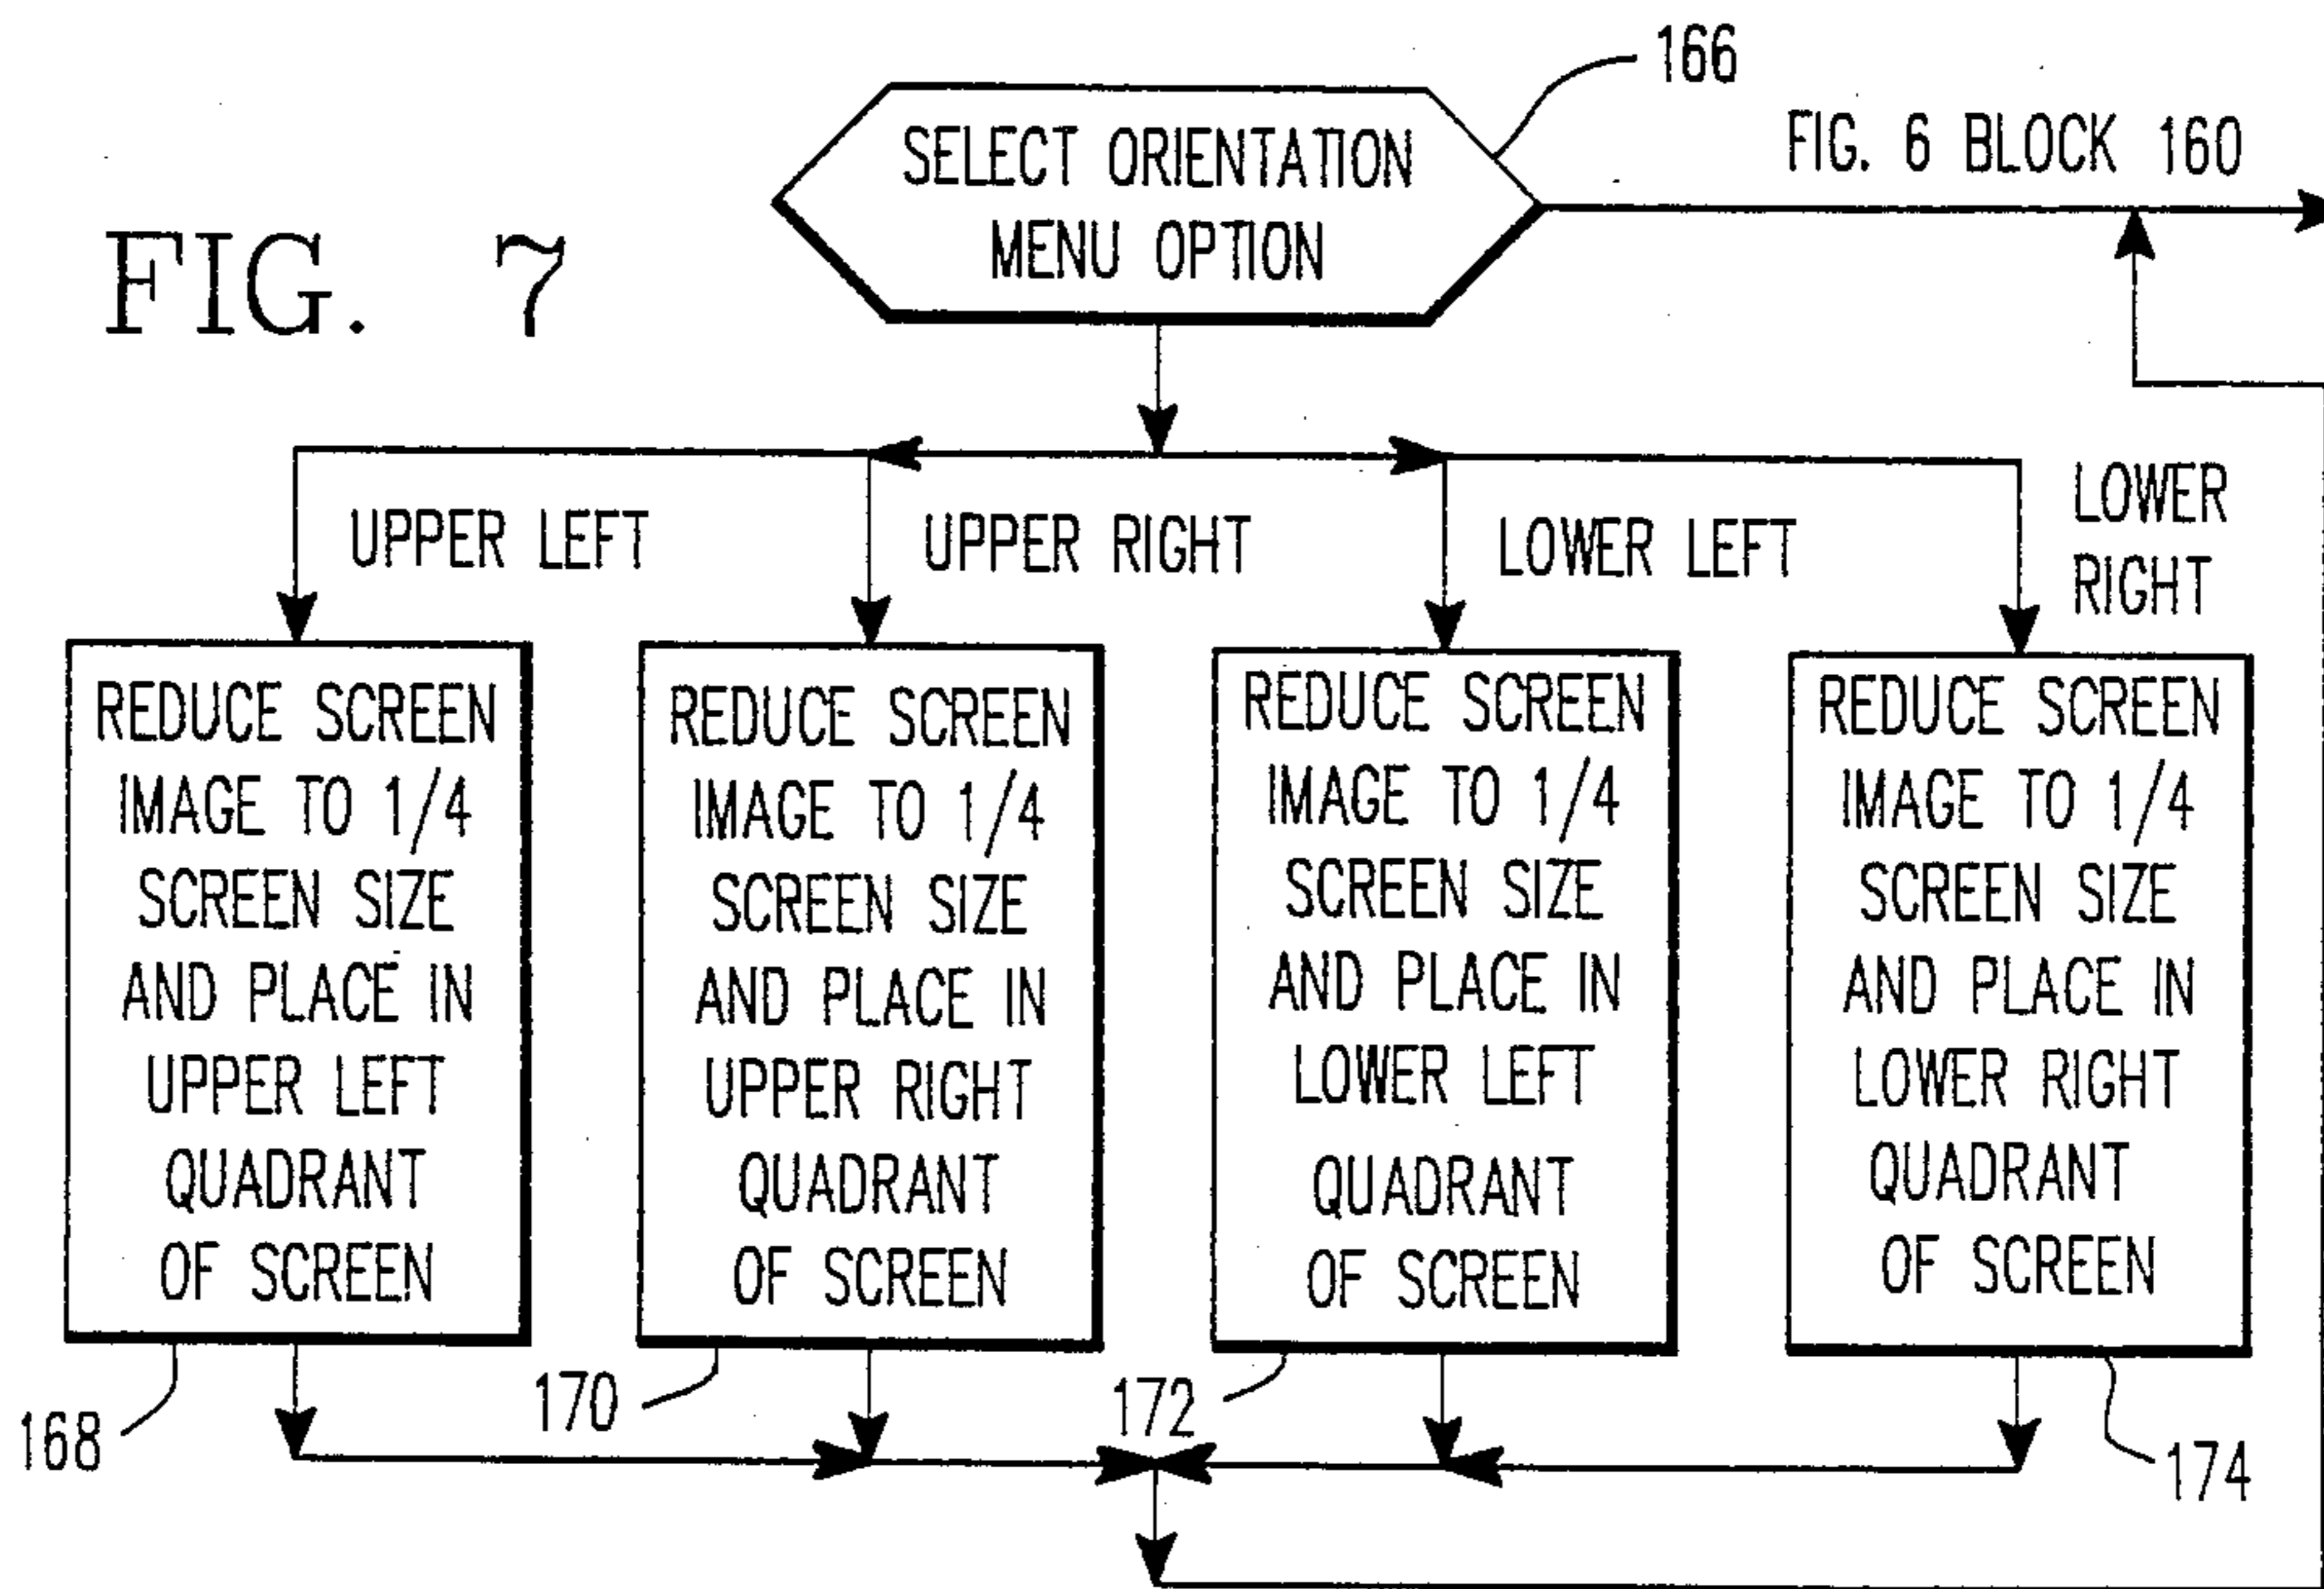 166
FIG. 6 BLOCK 160
SELECT ORIENTATION
MENU OPTION
FIG. 7
UPPER LEFT
UPPER RIGHT
LOWER LEFT
LOWER
RIGHT
REDUCE SCREEN
IMAGE TO 1/4
SCREEN SIZE
AND PLACE IN
UPPER LEFT
QUADRANT
OF SCREEN
REDUCE SCREEN
IMAGE TO 1/4
SCREEN SIZE
AND PLACE IN
UPPER RIGHT
QUADRANT
OF SCREEN
REDUCE SCREEN
IMAGE TO 1/4
SCREEN SIZE
AND PLACE IN
LOWER LEFT
QUADRANT
OF SCREEN
REDUCE SCREEN
IMAGE TO 1/4
SCREEN SIZE
AND PLACE IN
LOWER RIGHT
QUADRANT
OF SCREEN
168
170
172
174